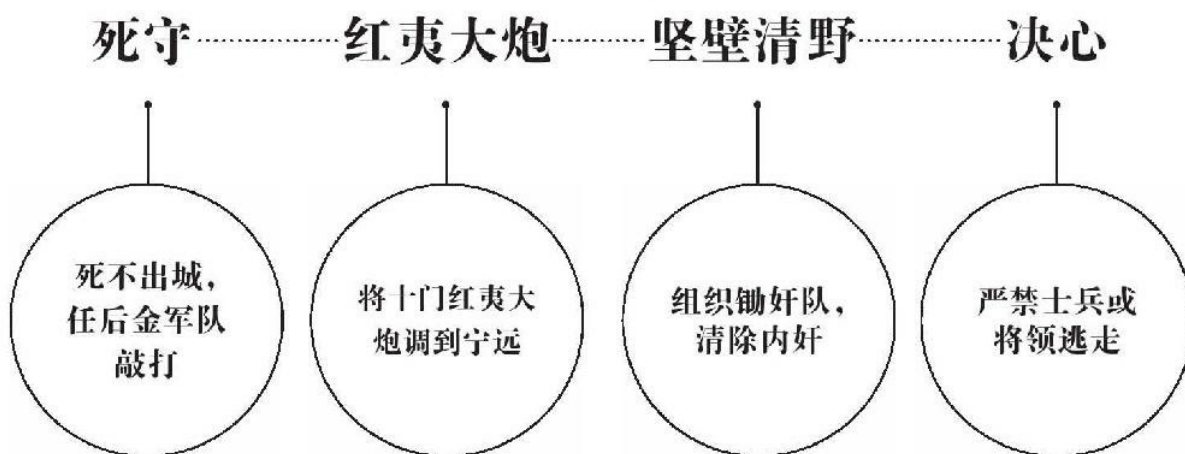 死守 红夷大炮 坚壁清野 决心
死不出城，
任后金军队
敲打
将十门红夷大
炮调到宁远
组织锄奸队，
清除内奸
严禁士兵或
将领逃走